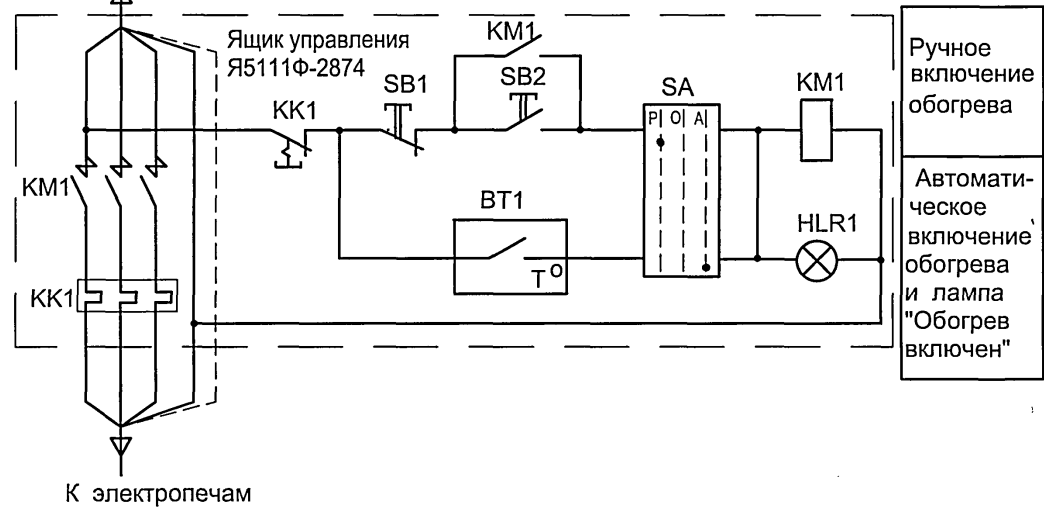 Ящик управления
Я5111Ф-2874
KM1
SB1
SB2
KK1
SA
Р О А
KM1
KM1
BT1
T°
HLR1
KK1
Ручное
включение
обогрева
Автомати-
ческое
включение
обогрева
и лампа
"Обогрев
включен"
К электропечам